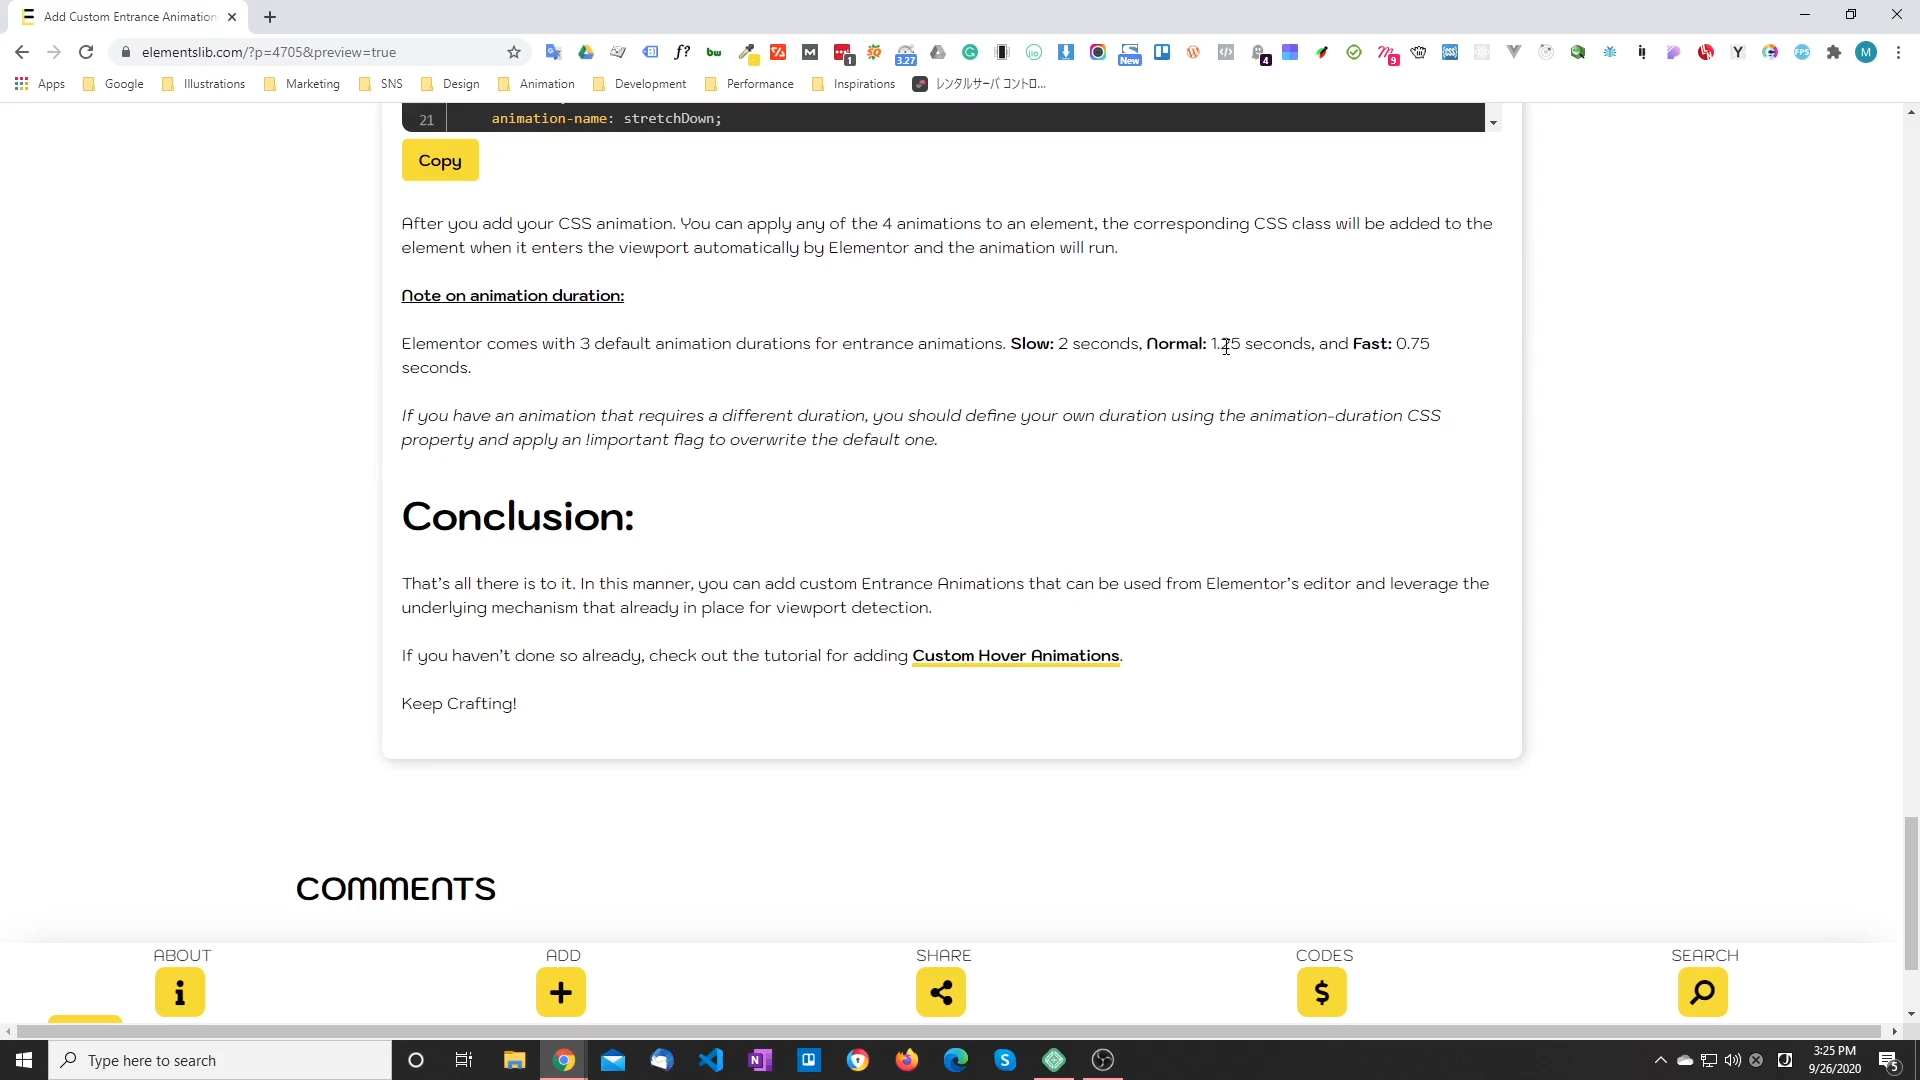 Add Custom Entrance Animation
elementslib.com/?p=4705&preview=true
Apps Google Illustrations Marketing SNS Design Animation Development Performance Inspirations レンタルサーバ コントロ...
21 animation-name: stretchDown;
Copy
After you add your CSS animation. You can apply any of the 4 animations to an element, the corresponding CSS class will be added to the
element when it enters the viewport automatically by Elementor and the animation will run.
Note on animation duration:
Elementor comes with 3 default animation durations for entrance animations. Slow: 2 seconds, Normal: 1.25 seconds, and Fast: 0.75
seconds.
If you have an animation that requires a different duration, you should define your own duration using the animation-duration CSS
property and apply an !important flag to overwrite the default one.
Conclusion:
That's all there is to it. In this manner, you can add custom Entrance Animations that can be used from Elementor's editor and leverage the
underlying mechanism that already in place for viewport detection.
If you haven't done so already, check out the tutorial for adding Custom Hover Animations.
Keep Crafting!
COMMENTS
ABOUT ADD SHARE CODES SEARCH
Type here to search
3:25 PM
9/26/2020
5